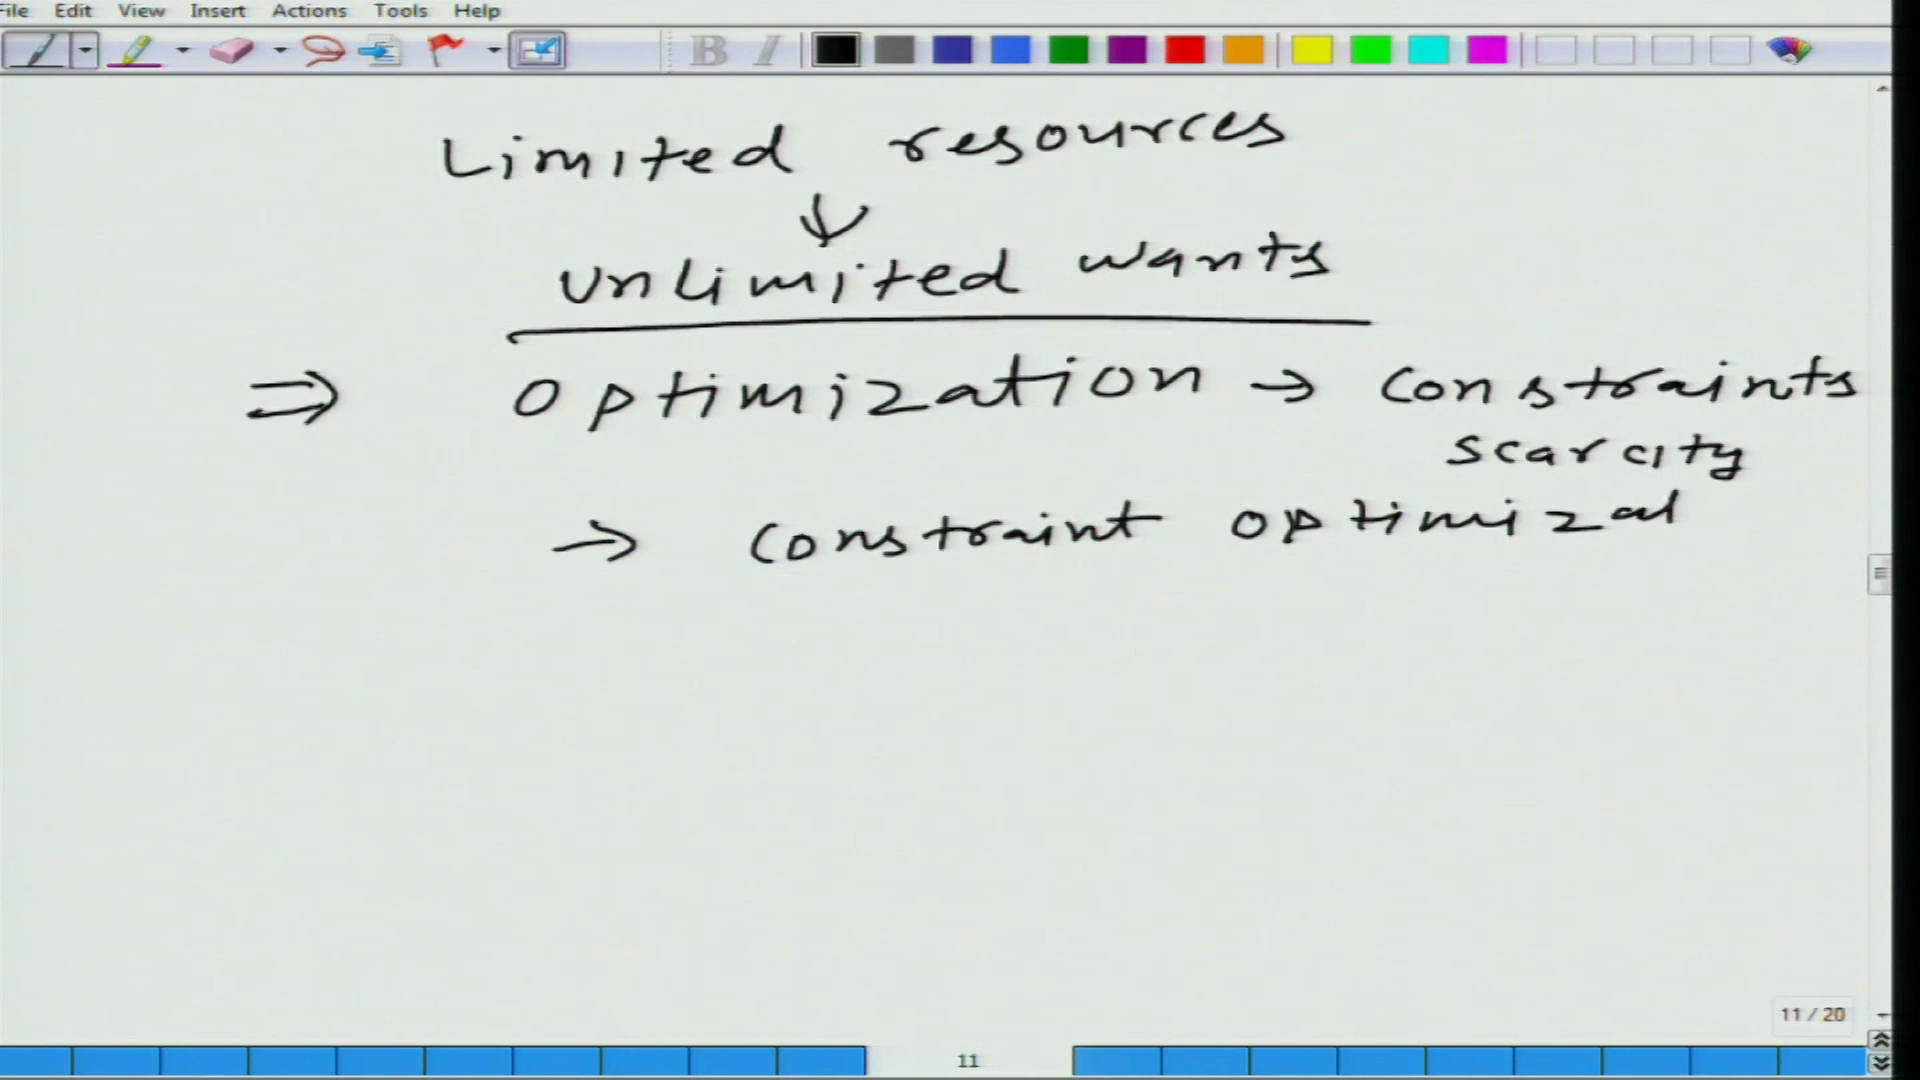 File Edit View Insert Actions Tools Help
B I
Limited resources
↓
unlimited wants
⇒ optimization → constraints
scarcity
→ constraint optimizat
11 / 20
11